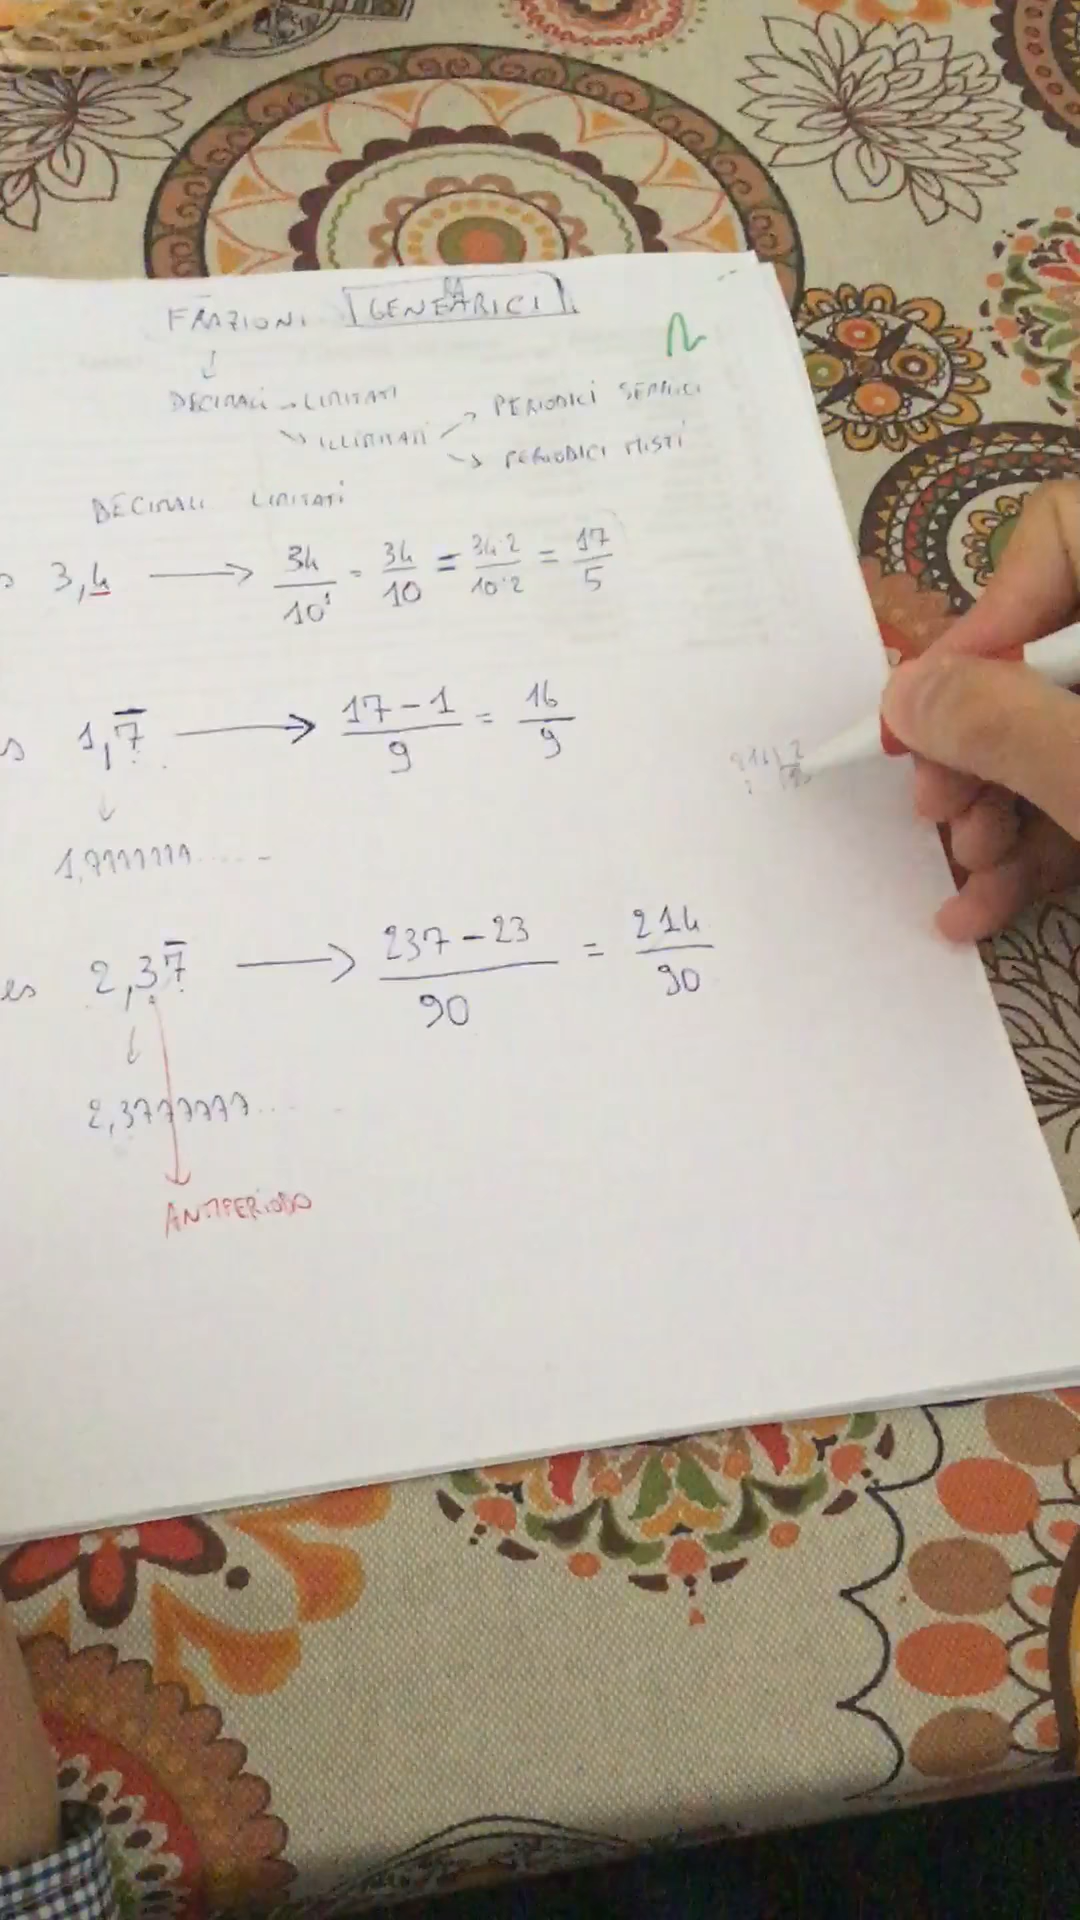 FRAZIONI GENERATRICI
↓
DECIMALI → LIMITATI
↘ ILLIMITATI ↗ PERIODICI SEMPLICI
↘ PERIODICI MISTI
DECIMALI LIMITATI
3,4 → 34/10¹ = 34/10 = 34:2/10:2 = 17/5
1,7̅ → 17-1/9 = 16/9
↓
1,7777777.....-
es 2,37̅ → 237-23/90 = 214/90
↓
2,3777777....
ANTIPERIODO